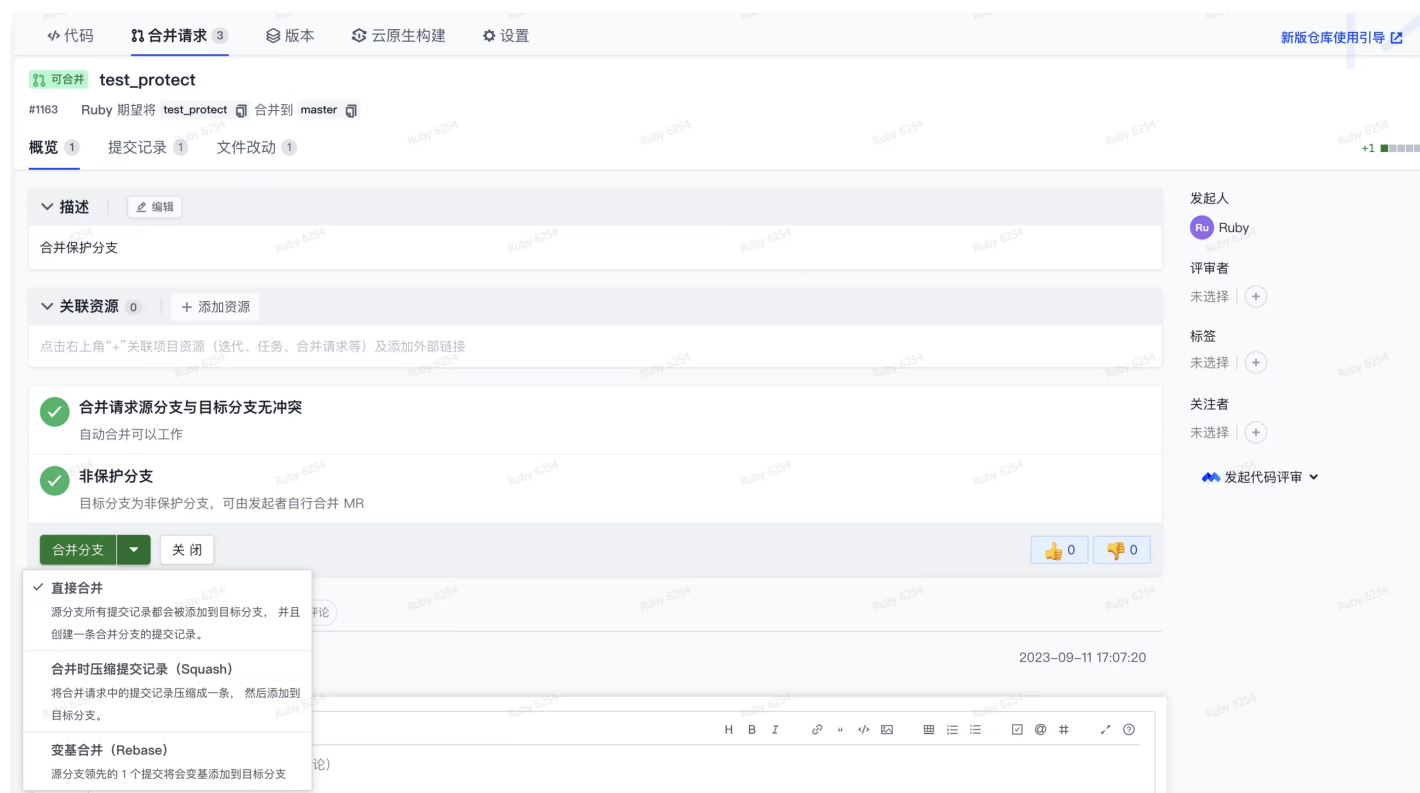 代码 合并请求 3 版本 云原生构建 设置 新版仓库使用引导
可合并 test_protect
#1163 Ruby 期望将 test_protect 合并到 master
概览 1 提交记录 1 文件改动 1
+1
描述 编辑
合并保护分支
关联资源 0 + 添加资源
点击右上角“+”关联项目资源（迭代、任务、合并请求等）及添加外部链接
合并请求源分支与目标分支无冲突
自动合并可以工作
非保护分支
目标分支为非保护分支，可由发起者自行合并 MR
合并分支 关 闭 👍 0 👎 0
直接合并
源分支所有提交记录都会被添加到目标分支， 并且
创建一条合并分支的提交记录。
合并时压缩提交记录（Squash）
将合并请求中的提交记录压缩成一条， 然后添加到
目标分支。
变基合并（Rebase）
源分支领先的 1 个提交将会变基添加到目标分支
评论
2023-09-11 17:07:20
H B I
论）
发起人
Ru Ruby
评审者
未选择
标签
未选择
关注者
未选择
发起代码评审
Ruby 6254